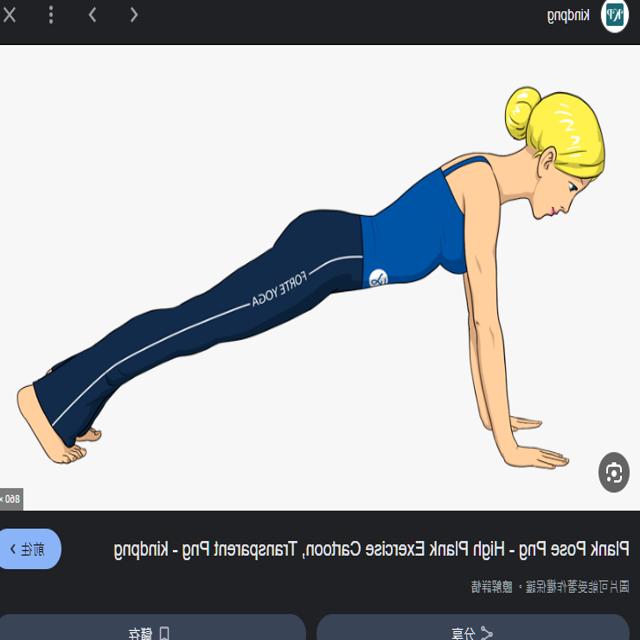 kindpng
FORTE YOGA
860 ×
Plank Pose Png - High Plank Exercise Cartoon, Transparent Png - kindpng
前往
圖片可能受著作權保護。 瞭解詳情
分享
儲存